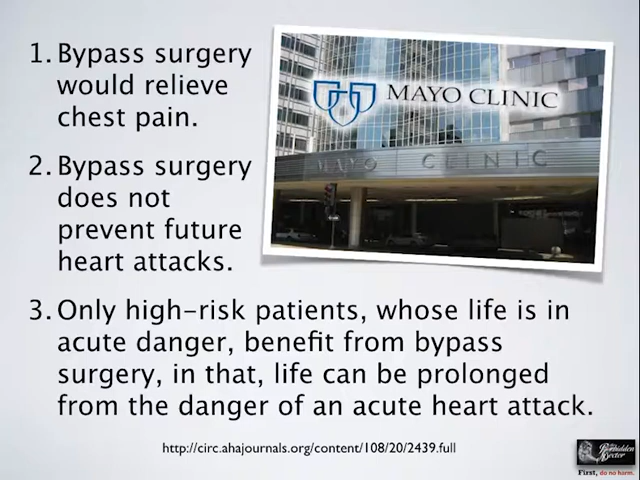 1. Bypass surgery
would relieve
chest pain.
2. Bypass surgery
does not
prevent future
heart attacks.
MAYO CLINIC
MAYO CLINIC
3. Only high-risk patients, whose life is in
acute danger, benefit from bypass
surgery, in that, life can be prolonged
from the danger of an acute heart attack.
http://circ.ahajournals.org/content/108/20/2439.full
Forbidden
Doctor
First, do no harm.